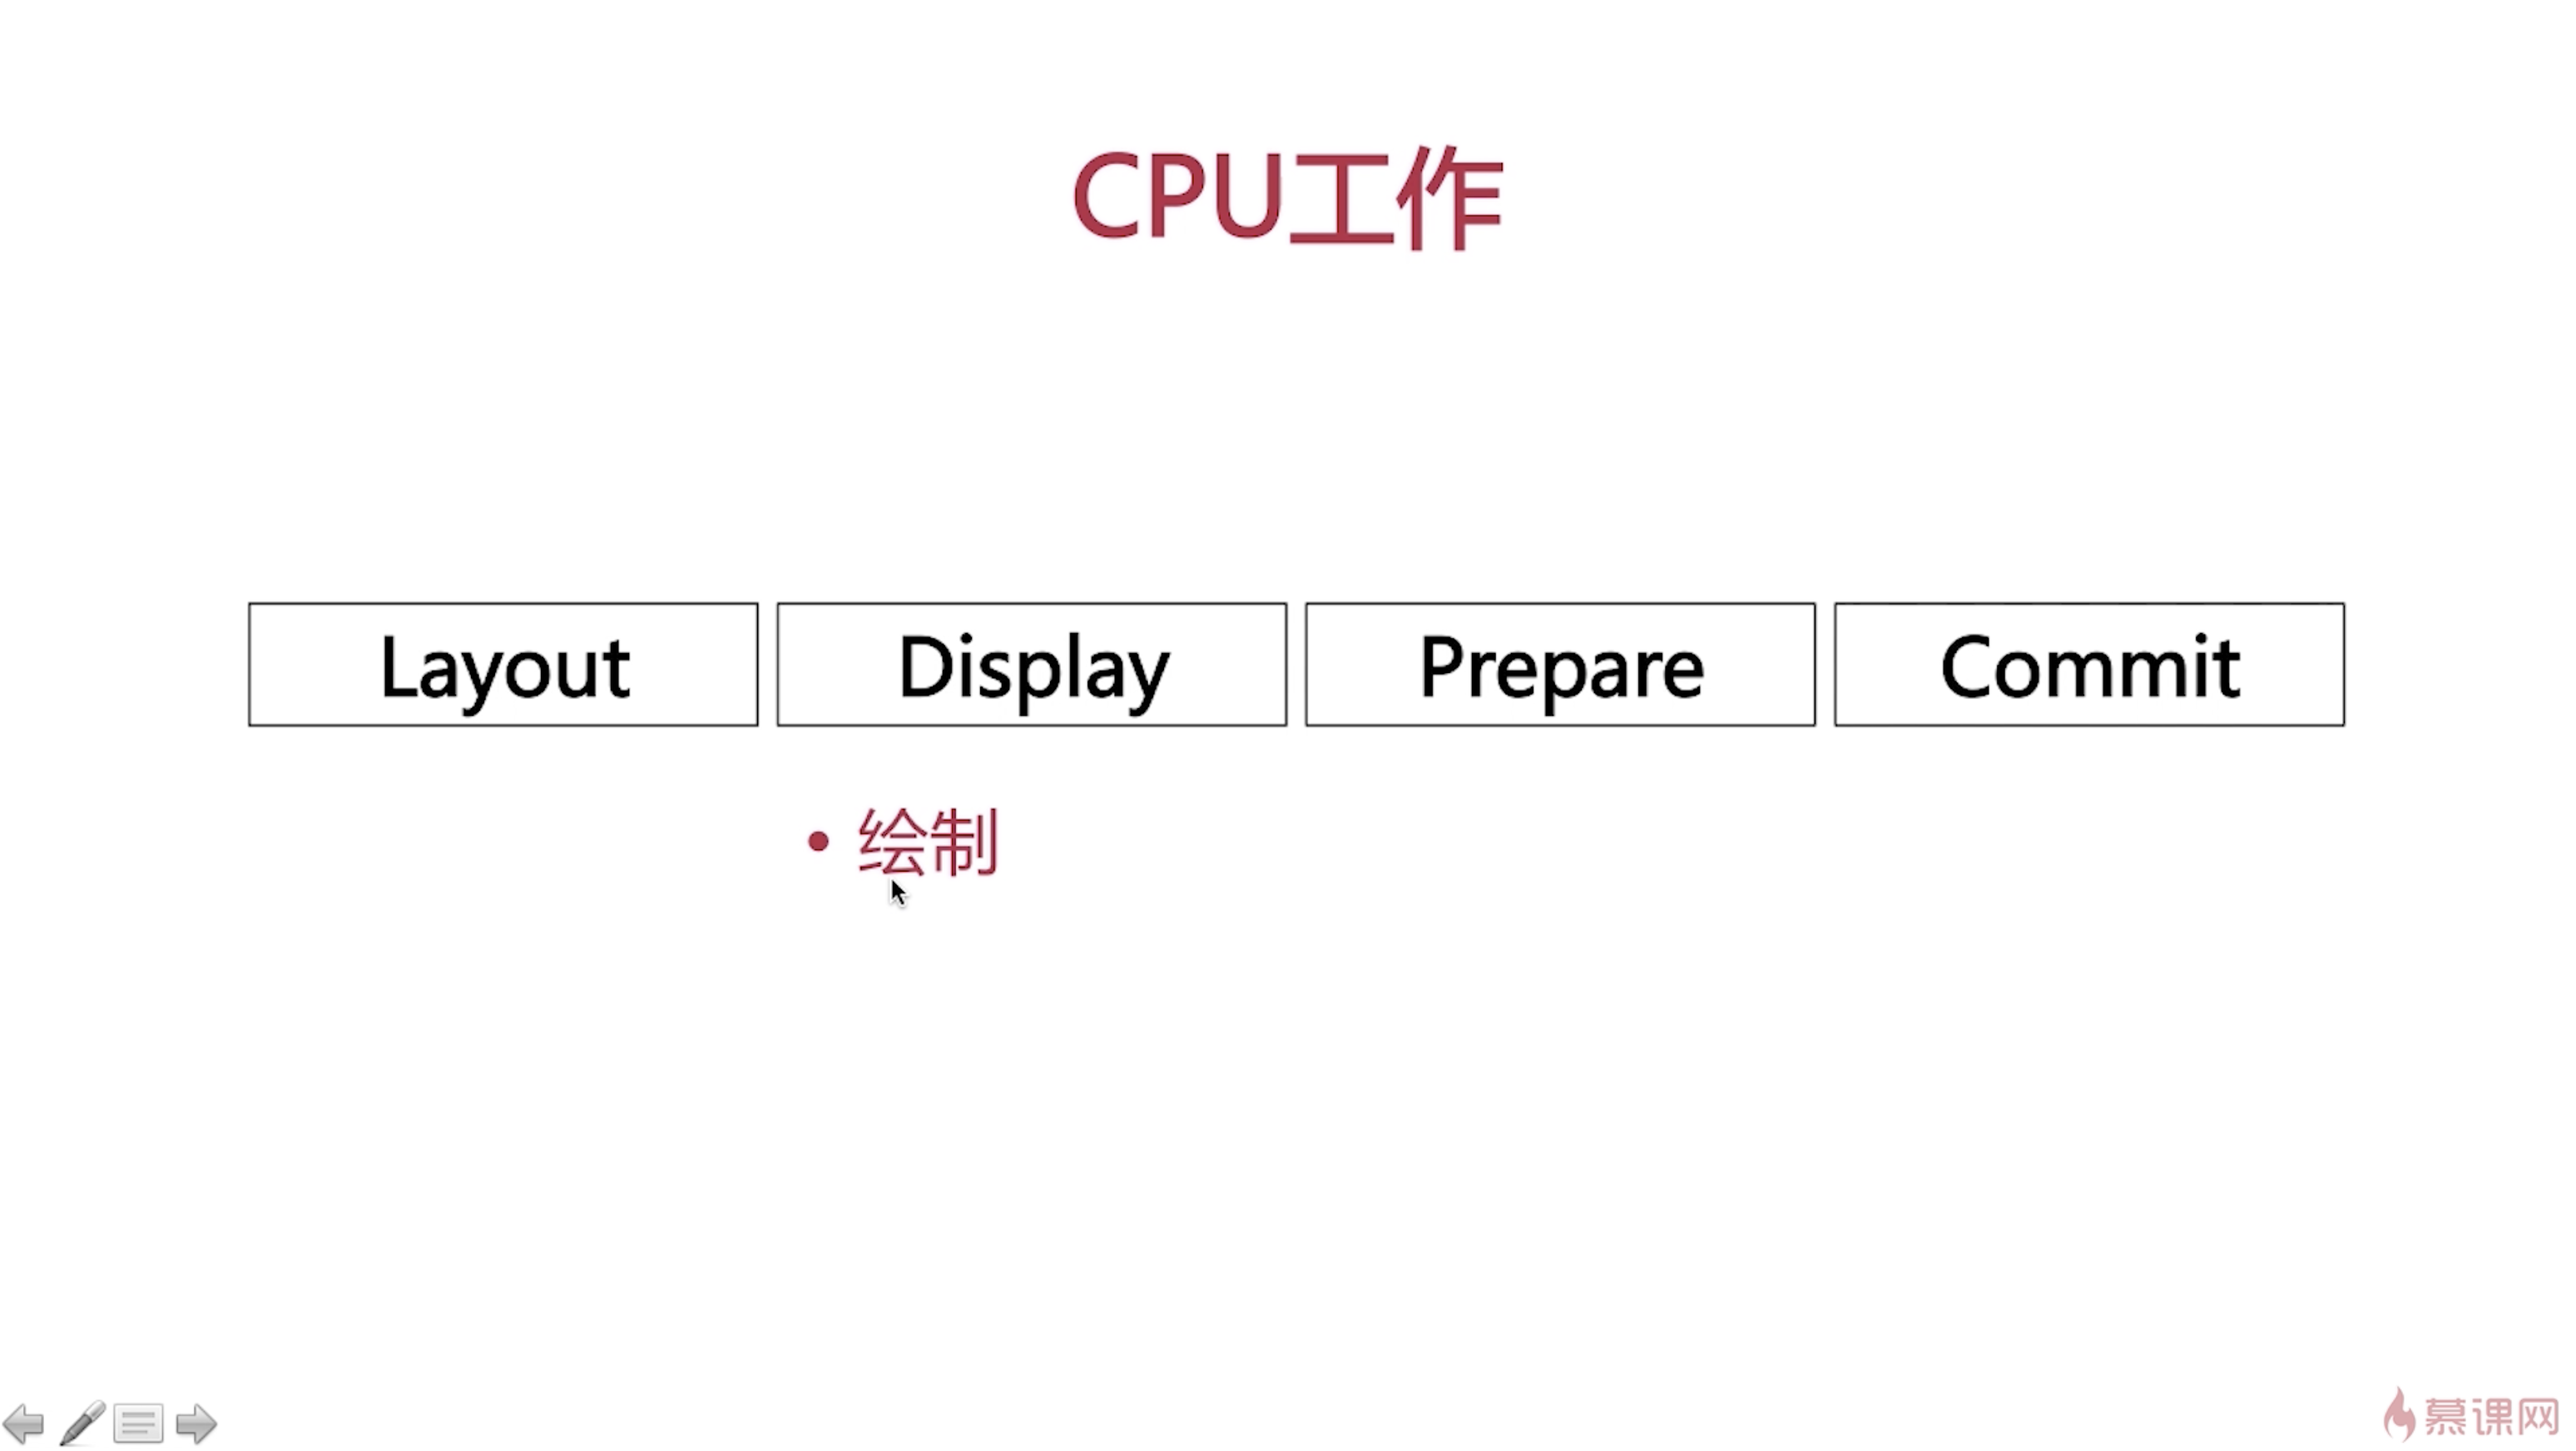 CPU工作
Layout Display Prepare Commit
• 绘制
慕课网